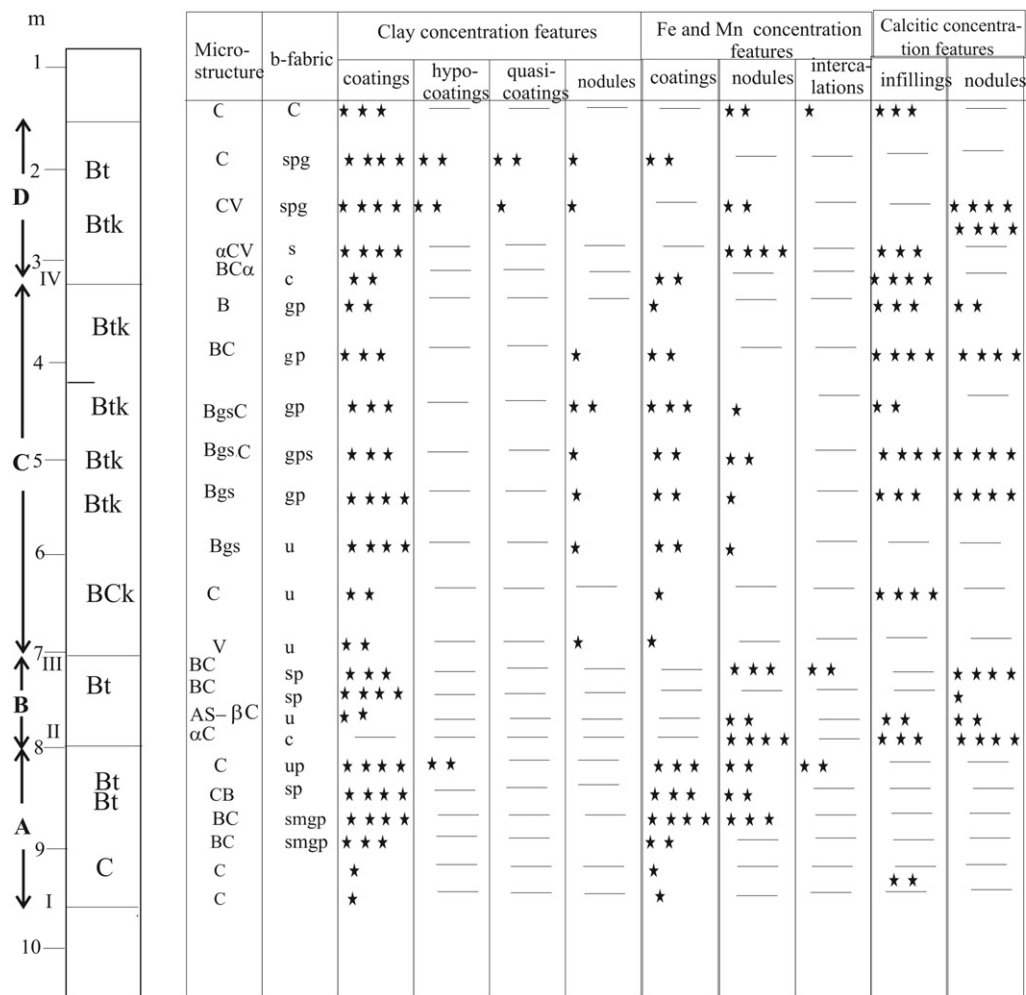 m
Micro-
structure
b-fabric
Clay concentration features
Fe and Mn concentration
features
Calcitic concentra-
tion features
coatings
hypo-
coatings
quasi-
coatings
nodules
coatings
nodules
interca-
lations
infillings
nodules
1
C C ★★★ ★★ ★ ★★★
2 Bt C spg ★★★★ ★★ ★★ ★ ★★
D
Btk CV spg ★★★★ ★★ ★ ★ ★★ ★★★★
★★★★
3 αCV s ★★★★ ★★★★ ★★★
IV BCα c ★★ ★★ ★★★★
Btk B gp ★★ ★ ★★★ ★★
4 BC gp ★★★ ★ ★★ ★★★★ ★★★★
Btk BgsC gp ★★★ ★★ ★★★ ★ ★★
C 5 Btk Bgs.C gps ★★★ ★ ★★ ★★ ★★★★ ★★★★
Btk Bgs gp ★★★★ ★ ★★ ★ ★★★ ★★★★
6 Bgs u ★★★★ ★ ★★ ★
BCk C u ★★ ★ ★★★★
7 V u ★★ ★ ★
III BC sp ★★★ ★★★ ★★ ★★★★
Bt BC sp ★★★★ ★
B AS–βC u ★★ ★★ ★★ ★★
II αC c ★★★★ ★★★ ★★★★
8
Bt C up ★★★★ ★★ ★★★ ★★ ★★
Bt CB sp ★★★★ ★★★ ★★
A BC smgp ★★★★ ★★★★ ★★★
9 BC smgp ★★★ ★★
C C ★ ★ ★★
I C ★ ★
10